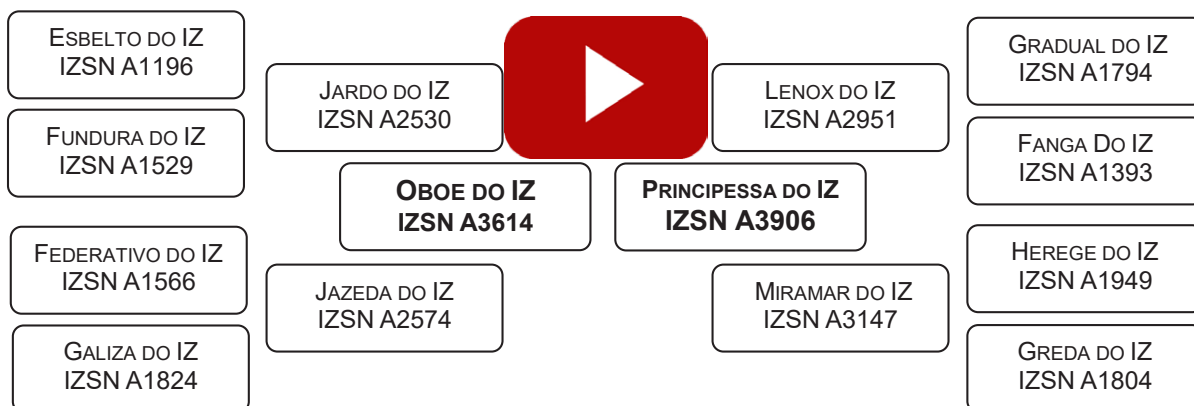 ESBELTO DO IZ
IZSN A1196
FUNDURA DO IZ
IZSN A1529
FEDERATIVO DO IZ
IZSN A1566
GALIZA DO IZ
IZSN A1824
JARDO DO IZ
IZSN A2530
JAZEDA DO IZ
IZSN A2574
OBOE DO IZ
IZSN A3614
PRINCIPESSA DO IZ
IZSN A3906
LENOX DO IZ
IZSN A2951
MIRAMAR DO IZ
IZSN A3147
GRADUAL DO IZ
IZSN A1794
FANGA DO IZ
IZSN A1393
HEREGE DO IZ
IZSN A1949
GREDA DO IZ
IZSN A1804